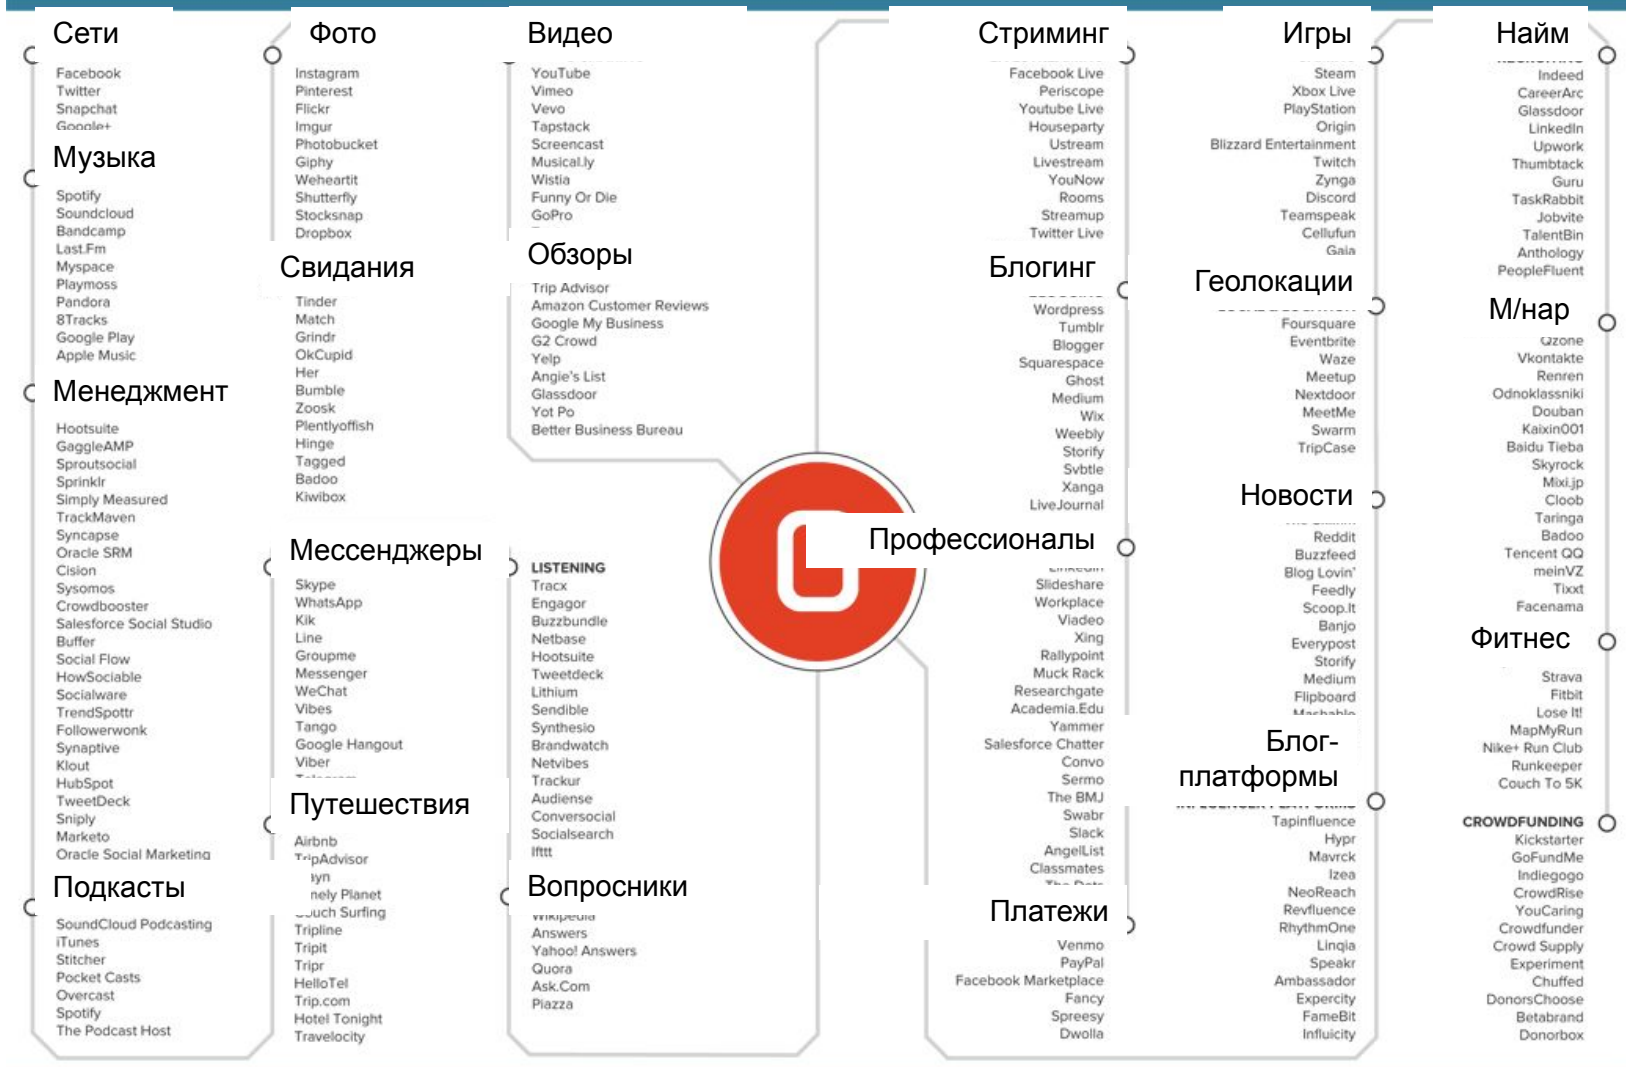 Сети
Facebook
Twitter
Snapchat
Google+
Музыка
Spotify
Soundcloud
Bandcamp
Last.Fm
Myspace
Playmoss
Pandora
8Tracks
Google Play
Apple Music
Менеджмент
Hootsuite
GaggleAMP
Sproutsocial
Sprinklr
Simply Measured
TrackMaven
Syncapse
Oracle SRM
Cision
Sysomos
Crowdbooster
Salesforce Social Studio
Buffer
Social Flow
HowSociable
Socialware
TrendSpottr
Followerwonk
Synaptive
Klout
HubSpot
TweetDeck
Sniply
Marketo
Oracle Social Marketing
Подкасты
SoundCloud Podcasting
iTunes
Stitcher
Pocket Casts
Overcast
Spotify
The Podcast Host
Фото
Instagram
Pinterest
Flickr
Imgur
Photobucket
Giphy
Weheartit
Shutterfly
Stocksnap
Dropbox
Свидания
Tinder
Match
Grindr
OkCupid
Her
Bumble
Zoosk
Plentlyoffish
Hinge
Tagged
Badoo
Kiwibox
Мессенджеры
Skype
WhatsApp
Kik
Line
Groupme
Messenger
WeChat
Vibes
Tango
Google Hangout
Viber
Путешествия
Airbnb
TripAdvisor
Planet
Surfing
Tripline
Tripit
Tripr
HelloTel
Trip.com
Hotel Tonight
Travelocity
Видео
YouTube
Vimeo
Vevo
Tapstack
Screencast
Musical.ly
Wistia
Funny Or Die
GoPro
Обзоры
Trip Advisor
Amazon Customer Reviews
Google My Business
G2 Crowd
Yelp
Angie's List
Glassdoor
Yot Po
Better Business Bureau
LISTENING
Tracx
Engagor
Buzzbundle
Netbase
Hootsuite
Tweetdeck
Lithium
Sendible
Synthesio
Brandwatch
Netvibes
Trackur
Audiense
Conversocial
Socialsearch
Ifttt
Вопросники
Wikipedia
Answers
Yahoo! Answers
Quora
Ask.Com
Piazza
Стриминг
Facebook Live
Periscope
Youtube Live
Houseparty
Ustream
Livestream
YouNow
Rooms
Streamup
Twitter Live
Блогинг
Wordpress
Tumblr
Blogger
Squarespace
Ghost
Medium
Wix
Weebly
Storify
Svbtle
Xanga
LiveJournal
Профессионалы
Linkedin
Slideshare
Workplace
Viadeo
Xing
Rallypoint
Muck Rack
Researchgate
Academia.Edu
Yammer
Salesforce Chatter
Convo
Sermo
The BMJ
Swabr
Slack
AngelList
Classmates
The Dots
Платежи
Venmo
PayPal
Facebook Marketplace
Fancy
Spreesy
Dwolla
Игры
Steam
Xbox Live
PlayStation
Origin
Blizzard Entertainment
Twitch
Zynga
Discord
Teamspeak
Cellufun
Gaia
Геолокации
Foursquare
Eventbrite
Waze
Meetup
Nextdoor
MeetMe
Swarm
TripCase
Новости
Reddit
Buzzfeed
Blog Lovin'
Feedly
Scoop.It
Banjo
Everypost
Storify
Medium
Flipboard
Mashable
Блог-
платформы
INFLUENCER PLATFORMS
Tapinfluence
Hypr
Mavrck
Izea
NeoReach
Revfluence
RhythmOne
Linqia
Speakr
Ambassador
Expercity
FameBit
Influicity
Найм
Indeed
CareerArc
Glassdoor
LinkedIn
Upwork
Thumbtack
Guru
TaskRabbit
Jobvite
TalentBin
Anthology
PeopleFluent
М/нар
Qzone
Vkontakte
Renren
Odnoklassniki
Douban
Kaixin001
Baidu Tieba
Skyrock
Mixi.jp
Cloob
Taringa
Badoo
Tencent QQ
meinVZ
Tixxt
Facenama
Фитнес
Strava
Fitbit
Lose It!
MapMyRun
Nike+ Run Club
Runkeeper
Couch To 5K
CROWDFUNDING
Kickstarter
GoFundMe
Indiegogo
CrowdRise
YouCaring
Crowdfunder
Crowd Supply
Experiment
Chuffed
DonorsChoose
Betabrand
Donorbox